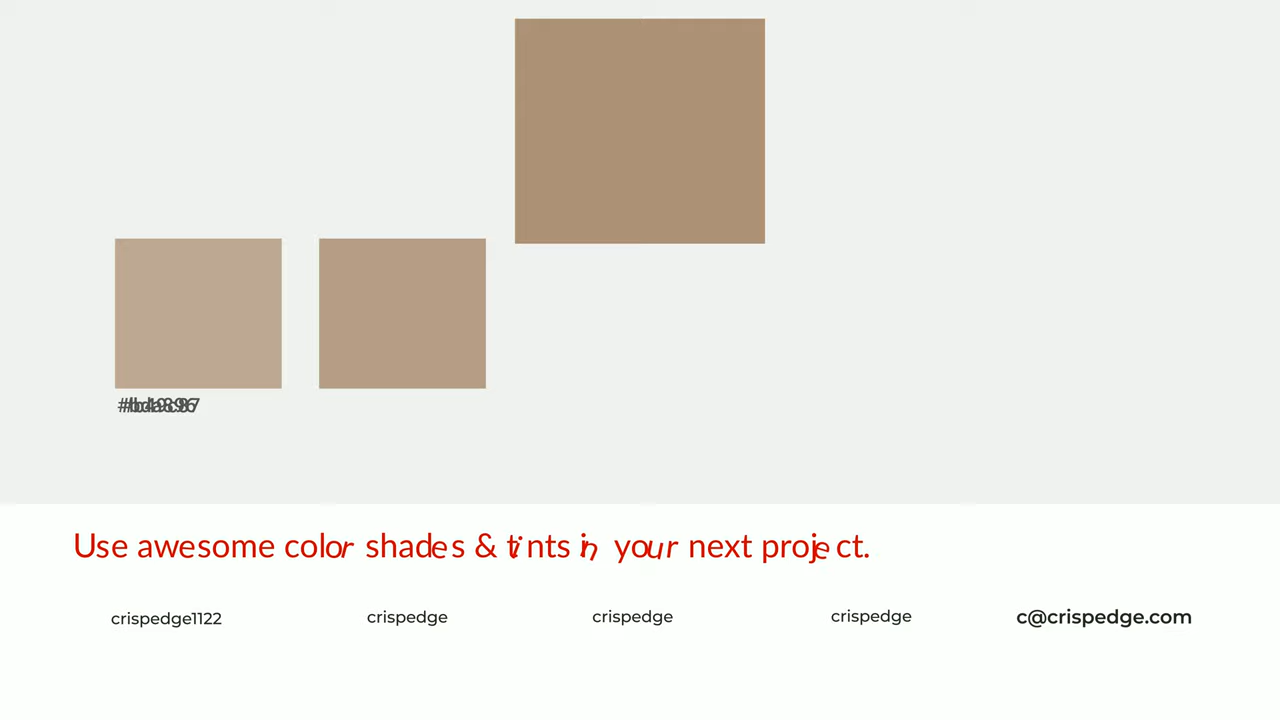 Use awesome color shades & tints in your next project.
crispedge1122 crispedge crispedge crispedge c@crispedge.com